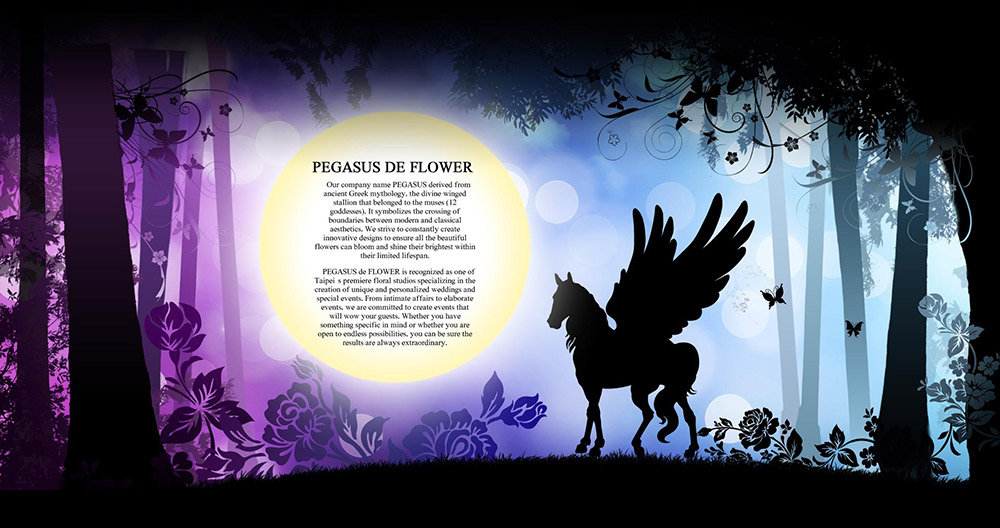 PEGASUS DE FLOWER
Our company name PEGASUS derived from
ancient Greek mythology, the divine winged
stallion that belonged to the muses (12
goddesses). It symbolizes the crossing of
boundaries between modern and classical
aesthetics. We strive to constantly create
innovative designs to ensure all the beautiful
flowers can bloom and shine their brightest within
their limited lifespan.
PEGASUS de FLOWER is recognized as one of
Taipei s premiere floral studios specializing in the
creation of unique and personalized weddings and
special events. From intimate affairs to elaborate
events, we are committed to create events that
will wow your guests. Whether you have
something specific in mind or whether you are
open to endless possibilities, you can be sure the
results are always extraordinary.